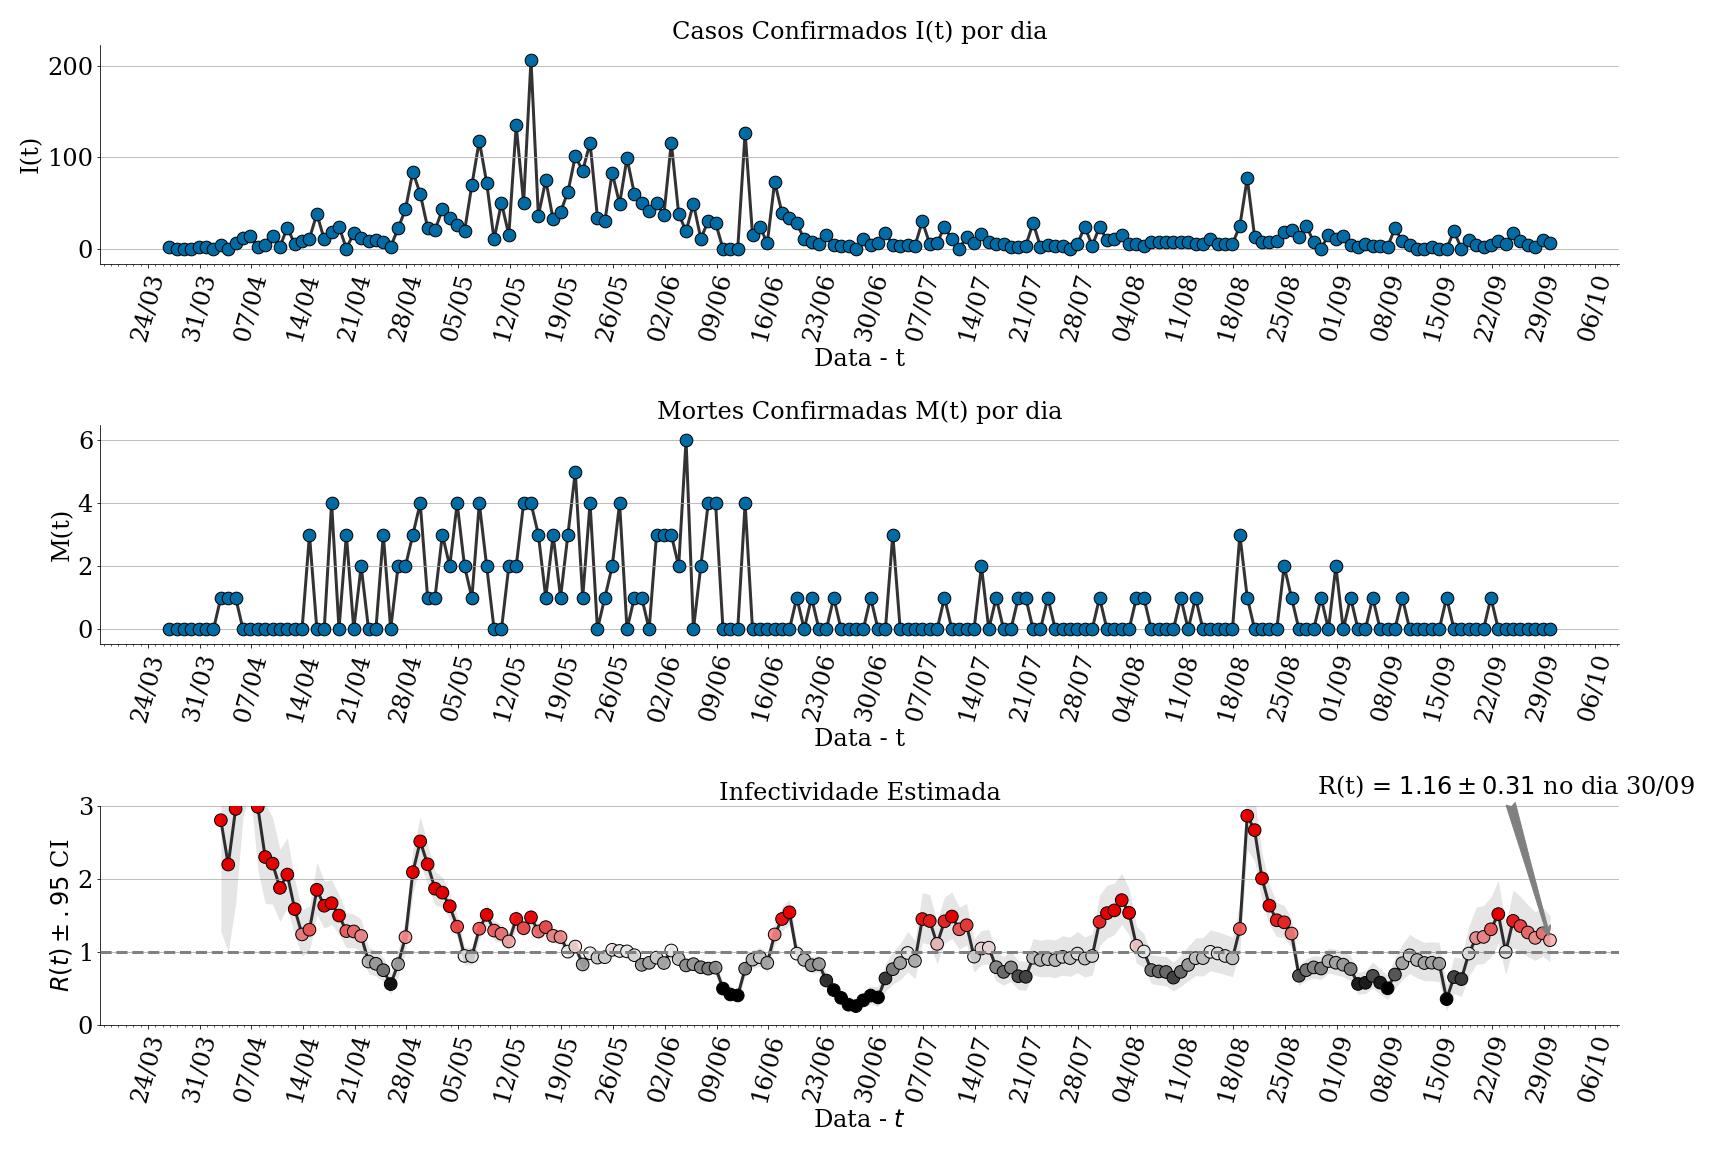 Casos Confirmados I(t) por dia
I(t)
200
100
0
24/03 31/03 07/04 14/04 21/04 28/04 05/05 12/05 19/05 26/05 02/06 09/06 16/06 23/06 30/06 07/07 14/07 21/07 28/07 04/08 11/08 18/08 25/08 01/09 08/09 15/09 22/09 29/09 06/10
Data - t
Mortes Confirmadas M(t) por dia
M(t)
6
4
2
0
24/03 31/03 07/04 14/04 21/04 28/04 05/05 12/05 19/05 26/05 02/06 09/06 16/06 23/06 30/06 07/07 14/07 21/07 28/07 04/08 11/08 18/08 25/08 01/09 08/09 15/09 22/09 29/09 06/10
Data - t
Infectividade Estimada
R(t) = 1.16 ± 0.31 no dia 30/09
R(t) ± .95 CI
3
2
1
0
24/03 31/03 07/04 14/04 21/04 28/04 05/05 12/05 19/05 26/05 02/06 09/06 16/06 23/06 30/06 07/07 14/07 21/07 28/07 04/08 11/08 18/08 25/08 01/09 08/09 15/09 22/09 29/09 06/10
Data - t